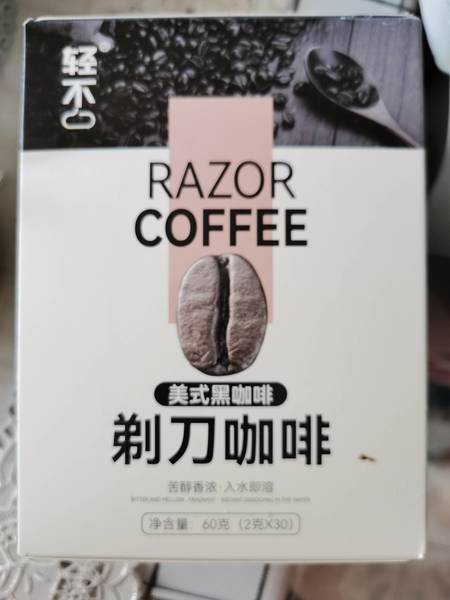 轻不
RAZOR
COFFEE
美式黑咖啡
剃刀咖啡
苦醇香浓·入水即溶
净含量: 60克 (2克X30)